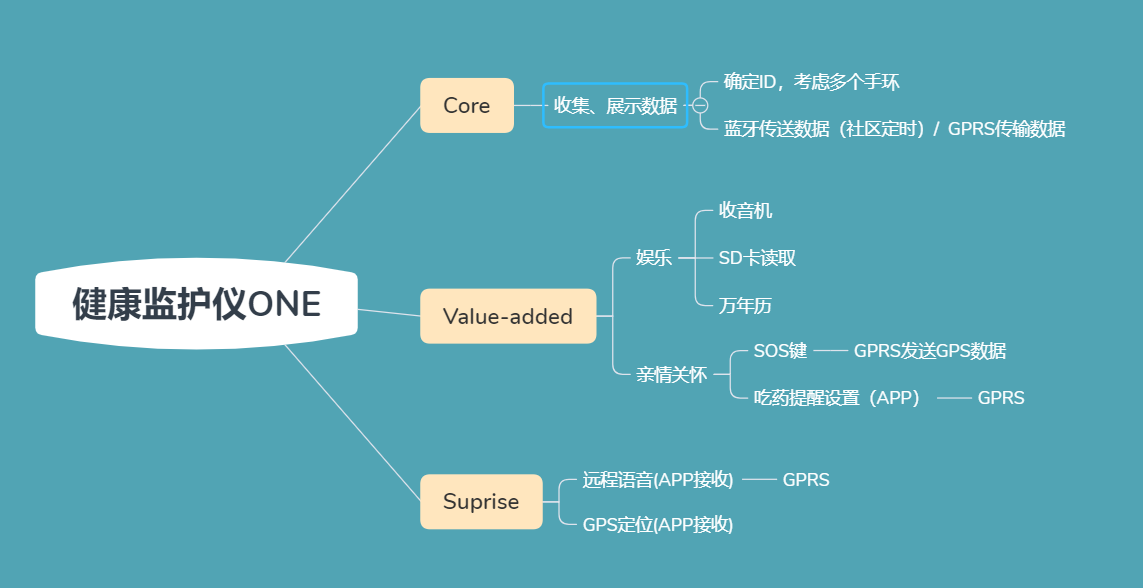 健康监护仪ONE
Core
收集、展示数据
确定ID，考虑多个手环
蓝牙传送数据（社区定时）/ GPRS传输数据
Value-added
娱乐
收音机
SD卡读取
万年历
亲情关怀
SOS键
GPRS发送GPS数据
吃药提醒设置（APP）
GPRS
Suprise
远程语音(APP接收)
GPRS
GPS定位(APP接收)